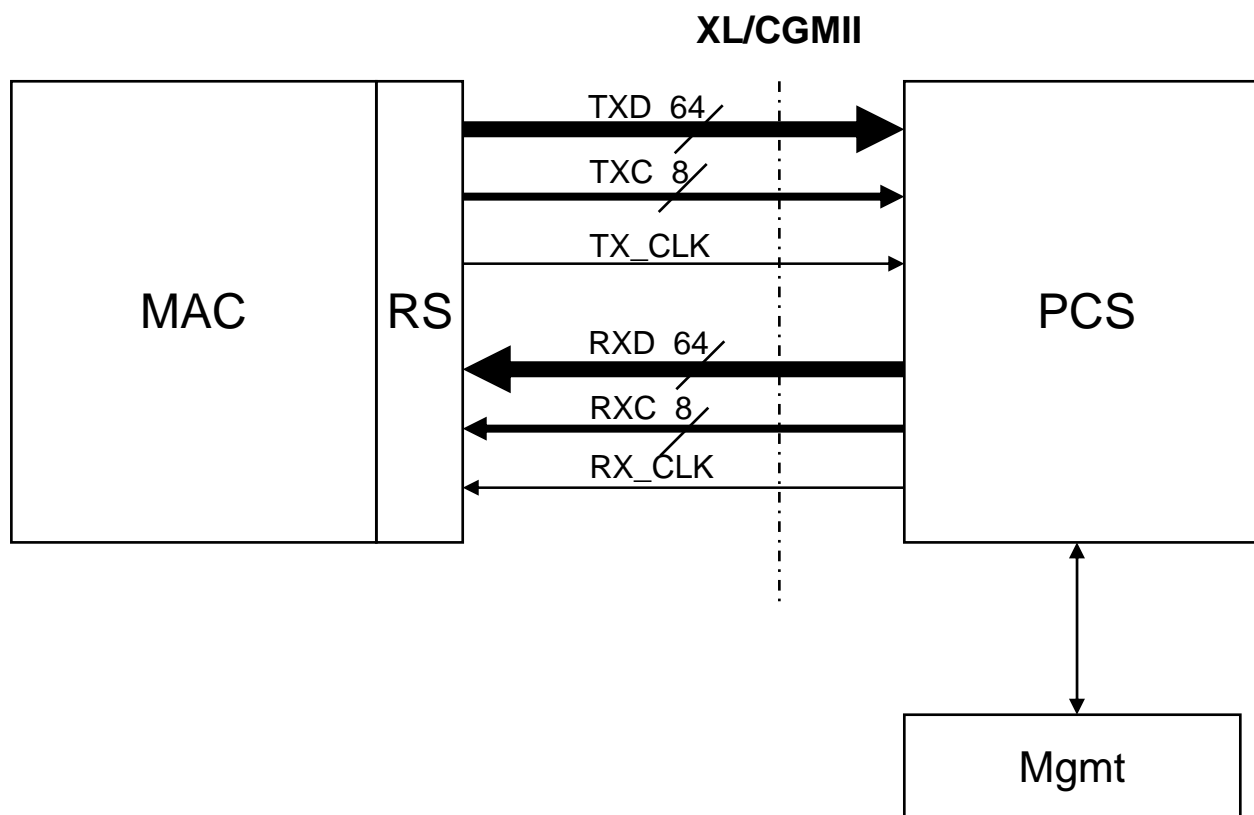 XL/CGMII
TXD 64
TXC 8
TX_CLK
MAC
RS
PCS
RXD 64
RXC 8
RX_CLK
Mgmt